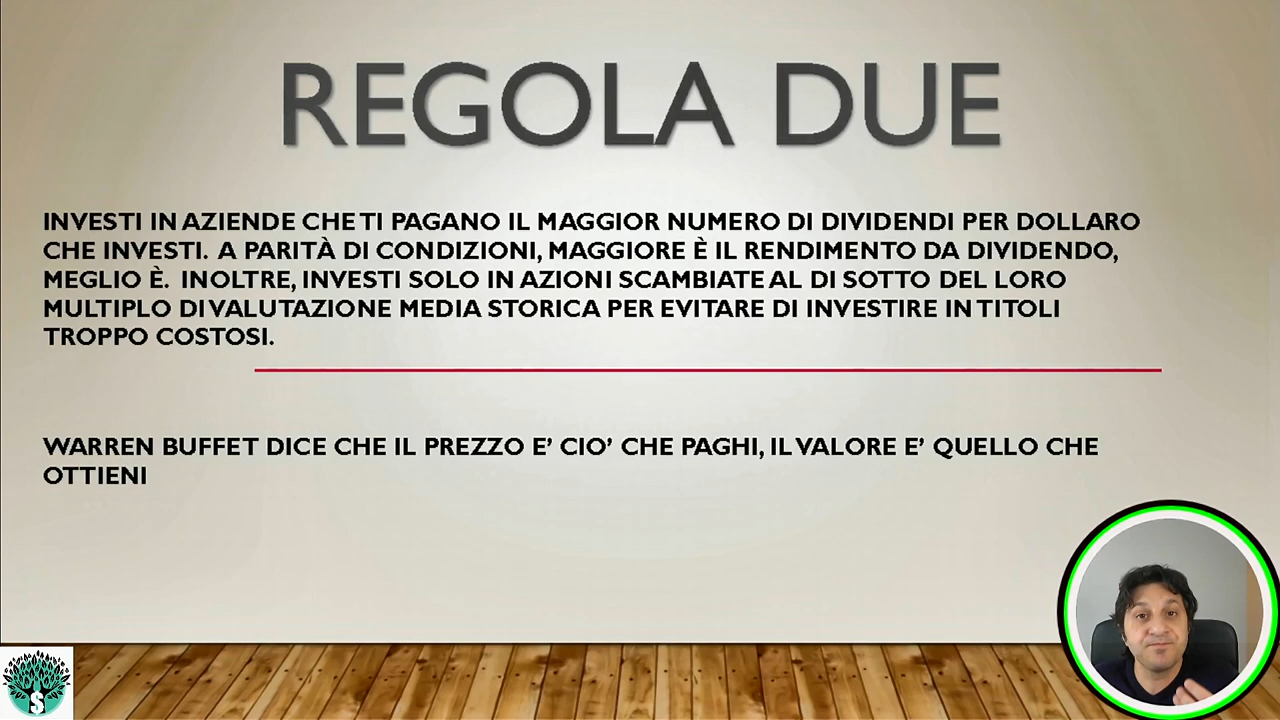 REGOLA DUE
INVESTI IN AZIENDE CHE TI PAGANO IL MAGGIOR NUMERO DI DIVIDENDI PER DOLLARO
CHE INVESTI. A PARITÀ DI CONDIZIONI, MAGGIORE È IL RENDIMENTO DA DIVIDENDO,
MEGLIO È. INOLTRE, INVESTI SOLO IN AZIONI SCAMBIATE AL DI SOTTO DEL LORO
MULTIPLO DI VALUTAZIONE MEDIA STORICA PER EVITARE DI INVESTIRE IN TITOLI
TROPPO COSTOSI.
WARREN BUFFET DICE CHE IL PREZZO E' CIO' CHE PAGHI, IL VALORE E' QUELLO CHE
OTTIENI
$